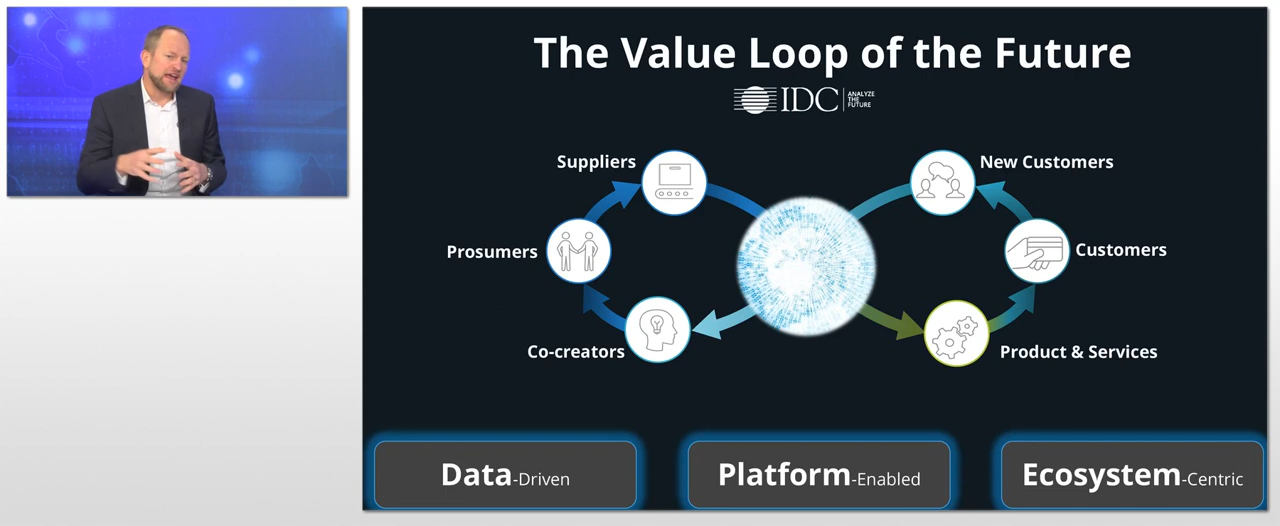 The Value Loop of the Future
IDC ANALYZE
THE
FUTURE
Suppliers
New Customers
Prosumers
Customers
Co-creators
Product & Services
Data-Driven
Platform-Enabled
Ecosystem-Centric